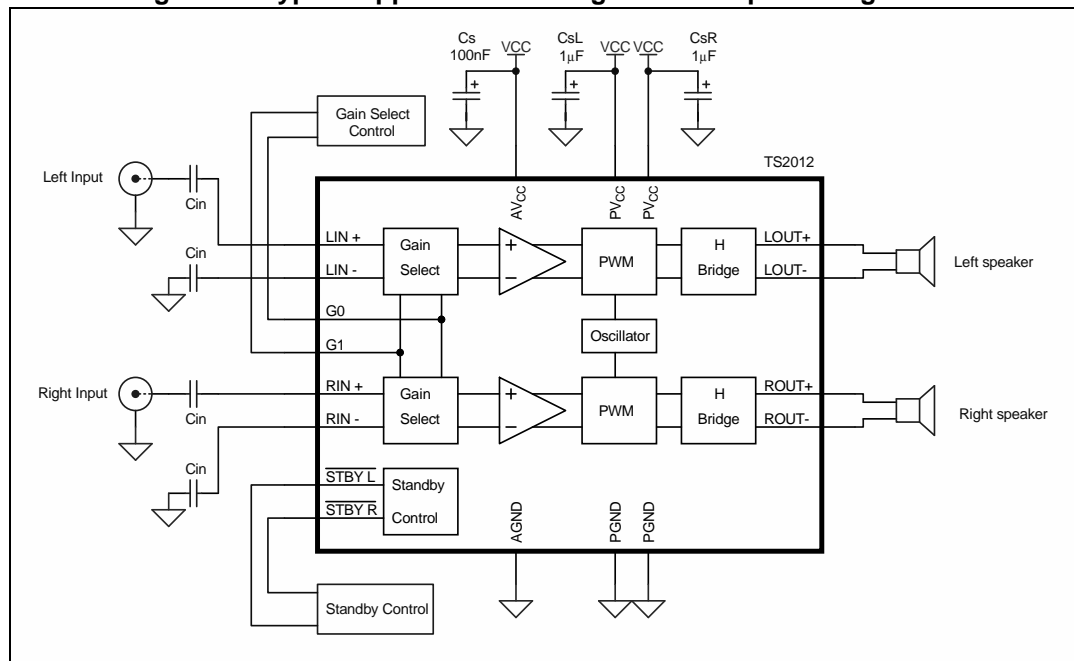 Cs
100nF
VCC
CsL
1μF
VCC
VCC
CsR
1μF
Gain Select
Control
TS2012
Left Input
Cin
AVCC
PVCC
PVCC
LIN +
Gain
Select
+
−
PWM
H
Bridge
LOUT+
LOUT-
Left speaker
Cin
LIN -
G0
G1
Oscillator
Right Input
Cin
RIN +
Gain
Select
+
−
PWM
H
Bridge
ROUT+
ROUT-
Right speaker
RIN -
Cin
STBY L
STBY R
Standby
Control
AGND
PGND
PGND
Standby Control
+
+
+